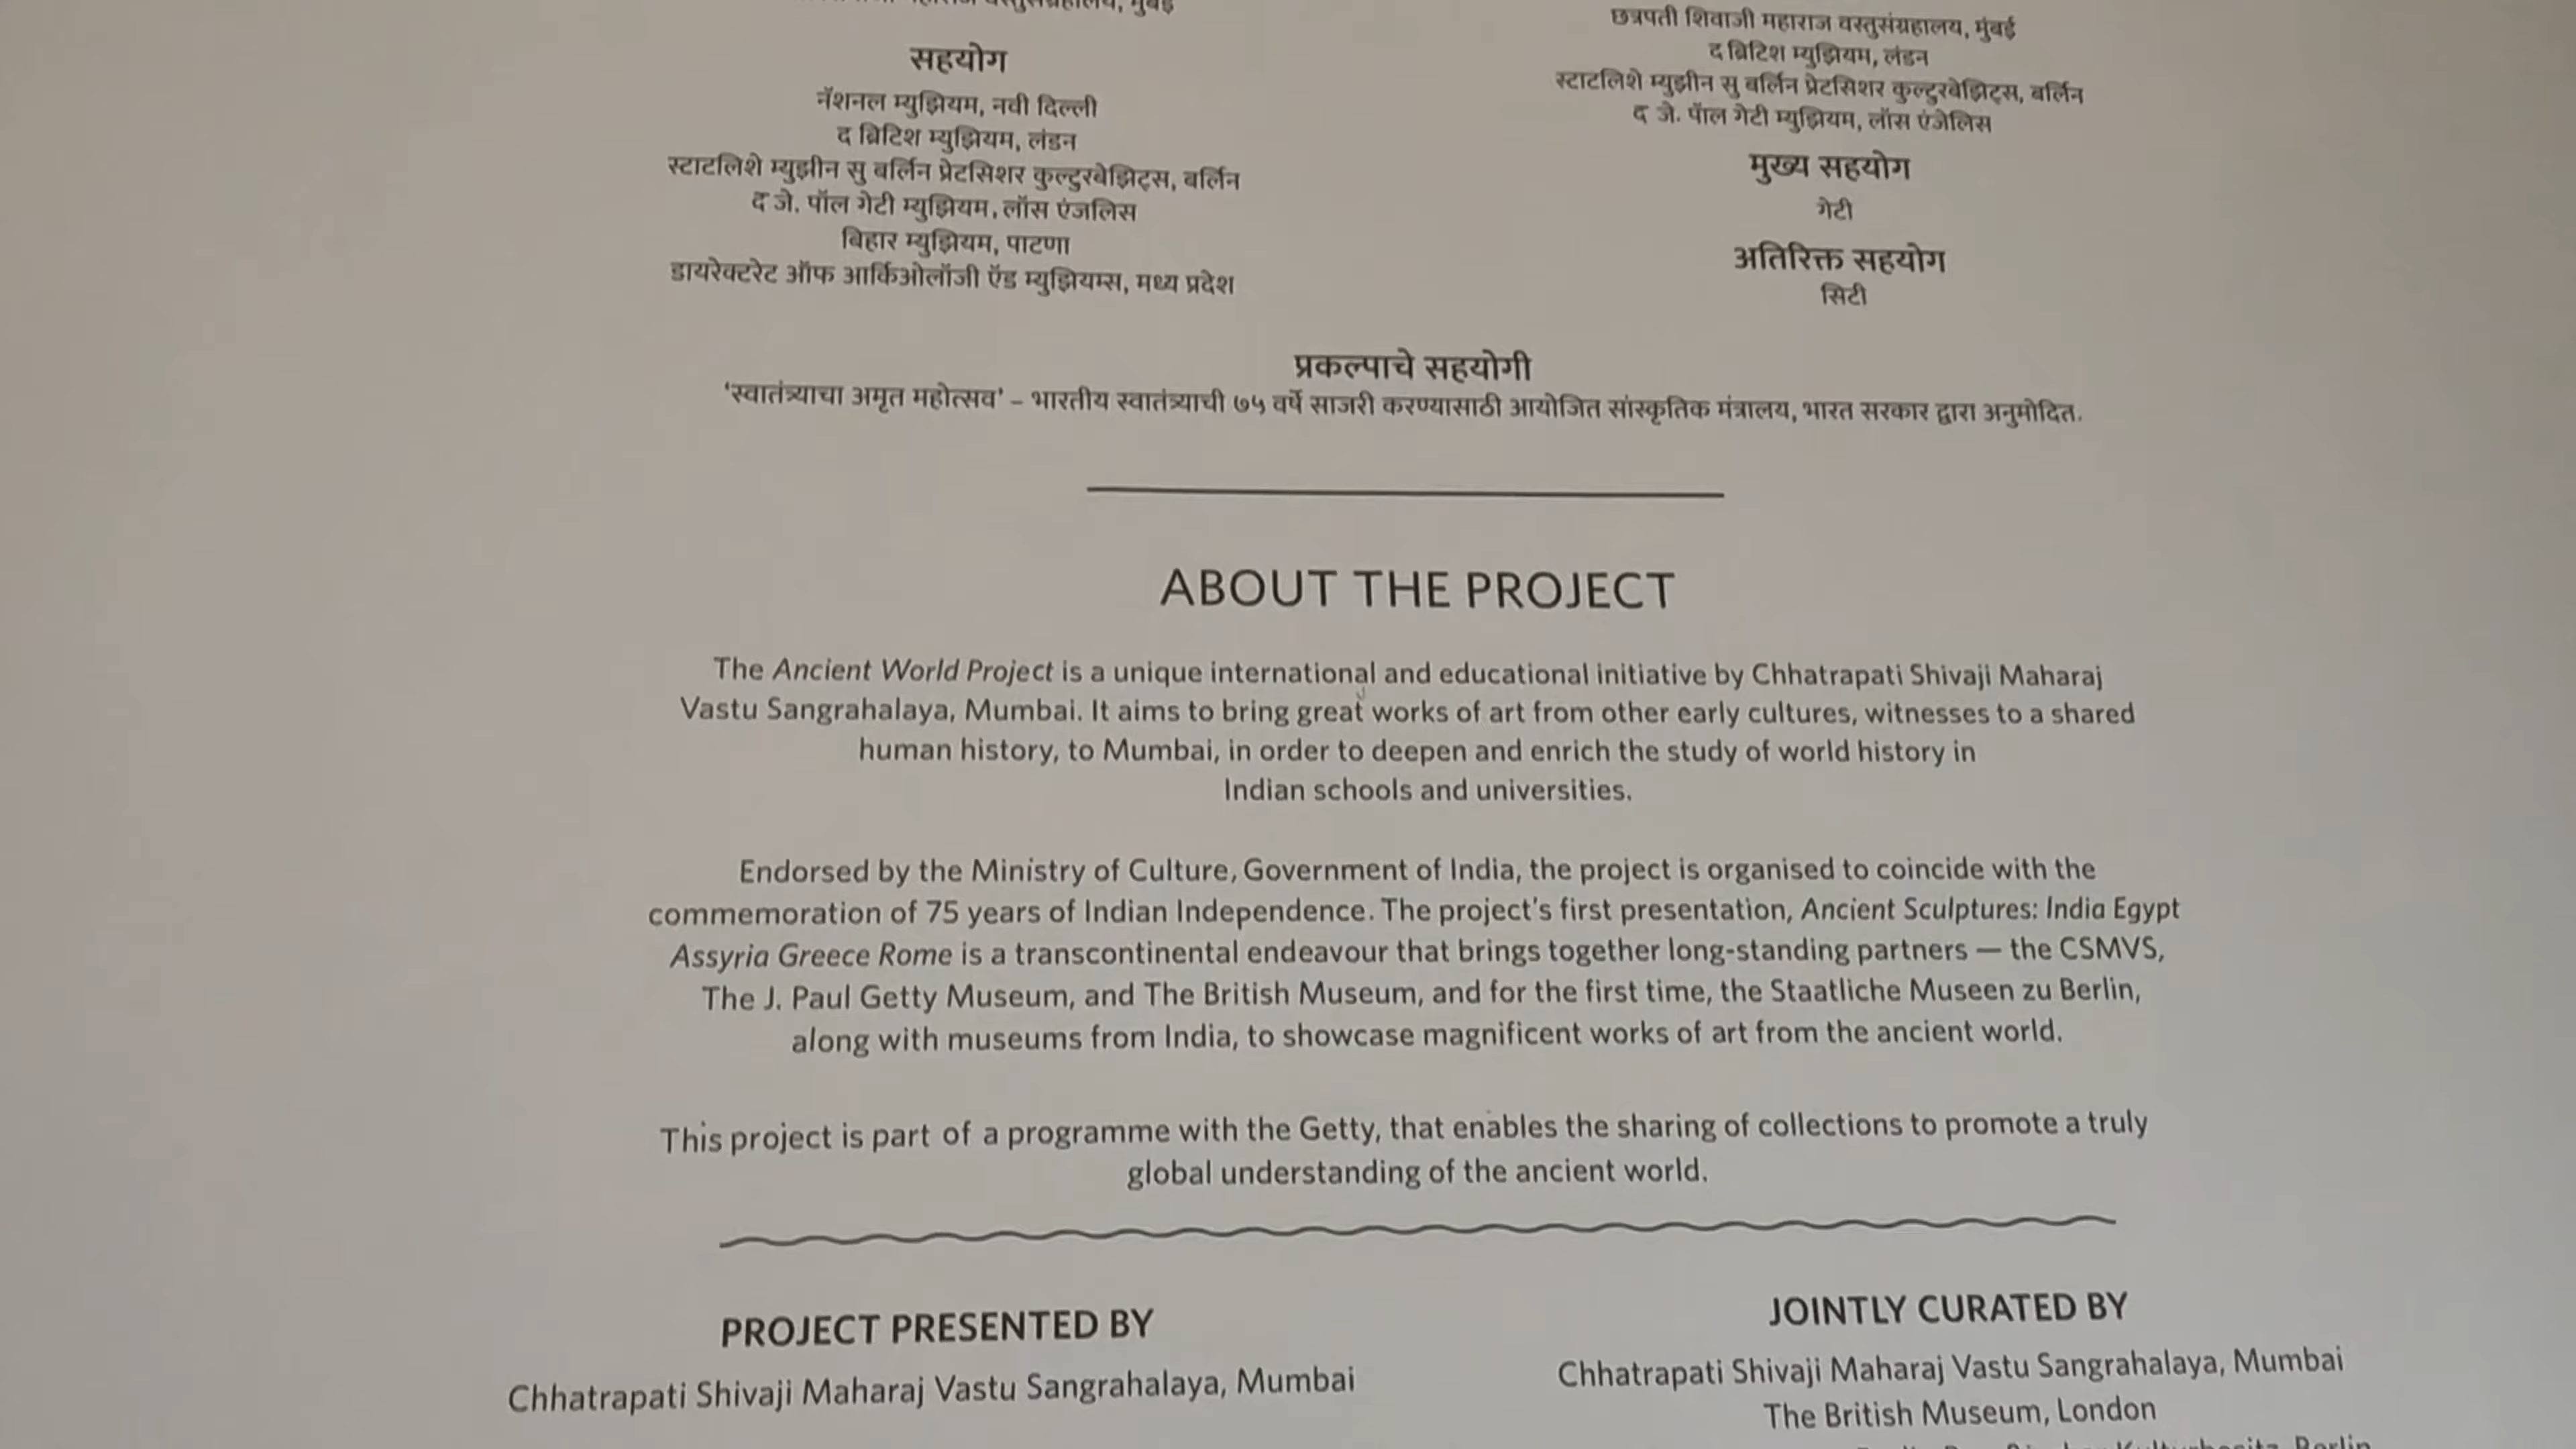 वस्तुसंग्रहालय, मुंबई
सहयोग
नॅशनल म्युझियम, नवी दिल्ली
द ब्रिटिश म्युझियम, लंडन
स्टाटलिशे म्युझीन सु बर्लिन प्रेटसिशर कुल्टुरबेझिट्स, बर्लिन
द जे. पॉल गेटी म्युझियम, लॉस एंजलिस
बिहार म्युझियम, पाटणा
डायरेक्टरेट ऑफ आर्किओलॉजी ऍड म्युझियम्स, मध्य प्रदेश
छत्रपती शिवाजी महाराज वस्तुसंग्रहालय, मुंबई
द ब्रिटिश म्युझियम, लंडन
स्टाटलिशे म्युझीन सु बर्लिन प्रेटसिशर कुल्टुरबेझिट्स, बर्लिन
द जे. पॉल गेटी म्युझियम, लॉस एंजेलिस
मुख्य सहयोग
गेटी
अतिरिक्त सहयोग
सिटी
प्रकल्पाचे सहयोगी
‘स्वातंत्र्याचा अमृत महोत्सव’ – भारतीय स्वातंत्र्याची ७५ वर्षे साजरी करण्यासाठी आयोजित सांस्कृतिक मंत्रालय, भारत सरकार द्वारा अनुमोदित.
ABOUT THE PROJECT
The Ancient World Project is a unique international and educational initiative by Chhatrapati Shivaji Maharaj
Vastu Sangrahalaya, Mumbai. It aims to bring great works of art from other early cultures, witnesses to a shared
human history, to Mumbai, in order to deepen and enrich the study of world history in
Indian schools and universities.
Endorsed by the Ministry of Culture, Government of India, the project is organised to coincide with the
commemoration of 75 years of Indian Independence. The project's first presentation, Ancient Sculptures: India Egypt
Assyria Greece Rome is a transcontinental endeavour that brings together long-standing partners — the CSMVS,
The J. Paul Getty Museum, and The British Museum, and for the first time, the Staatliche Museen zu Berlin,
along with museums from India, to showcase magnificent works of art from the ancient world.
This project is part of a programme with the Getty, that enables the sharing of collections to promote a truly
global understanding of the ancient world.
PROJECT PRESENTED BY
Chhatrapati Shivaji Maharaj Vastu Sangrahalaya, Mumbai
JOINTLY CURATED BY
Chhatrapati Shivaji Maharaj Vastu Sangrahalaya, Mumbai
The British Museum, London
Berlin